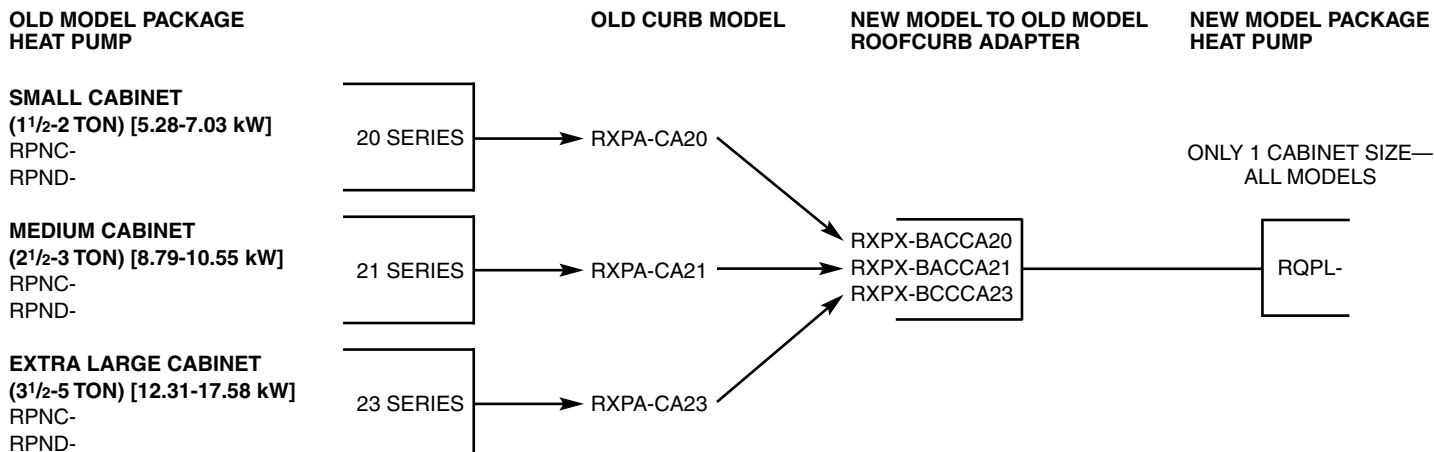 OLD MODEL PACKAGE
HEAT PUMP
OLD CURB MODEL
NEW MODEL TO OLD MODEL
ROOFCURB ADAPTER
NEW MODEL PACKAGE
HEAT PUMP
SMALL CABINET
(1 1/2-2 TON) [5.28-7.03 kW]
RPNC-
RPND-
20 SERIES
RXPA-CA20
MEDIUM CABINET
(2 1/2-3 TON) [8.79-10.55 kW]
RPNC-
RPND-
21 SERIES
RXPA-CA21
EXTRA LARGE CABINET
(3 1/2-5 TON) [12.31-17.58 kW]
RPNC-
RPND-
23 SERIES
RXPA-CA23
RXPX-BACCA20
RXPX-BACCA21
RXPX-BCCCA23
ONLY 1 CABINET SIZE—
ALL MODELS
RQPL-